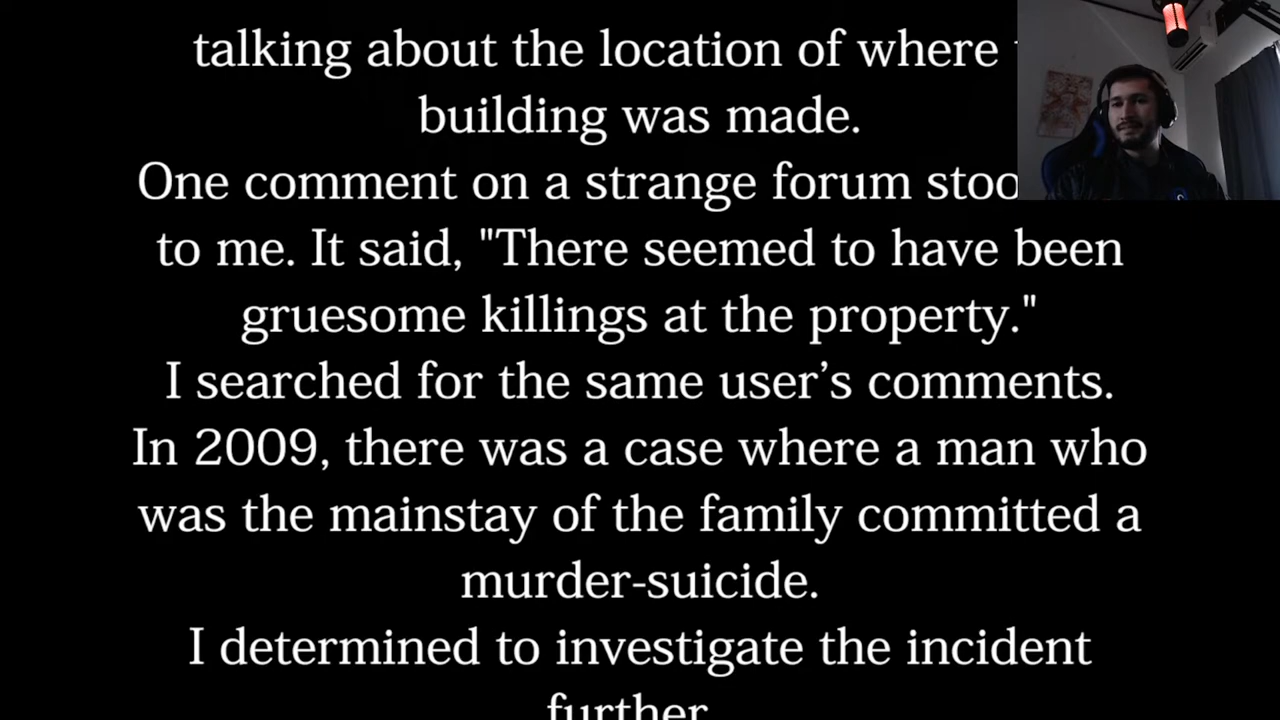 talking about the location of where
building was made.
One comment on a strange forum
to me. It said, "There seemed to have been
gruesome killings at the property."
I searched for the same user’s comments.
In 2009, there was a case where a man who
was the mainstay of the family committed a
murder-suicide.
I determined to investigate the incident
further